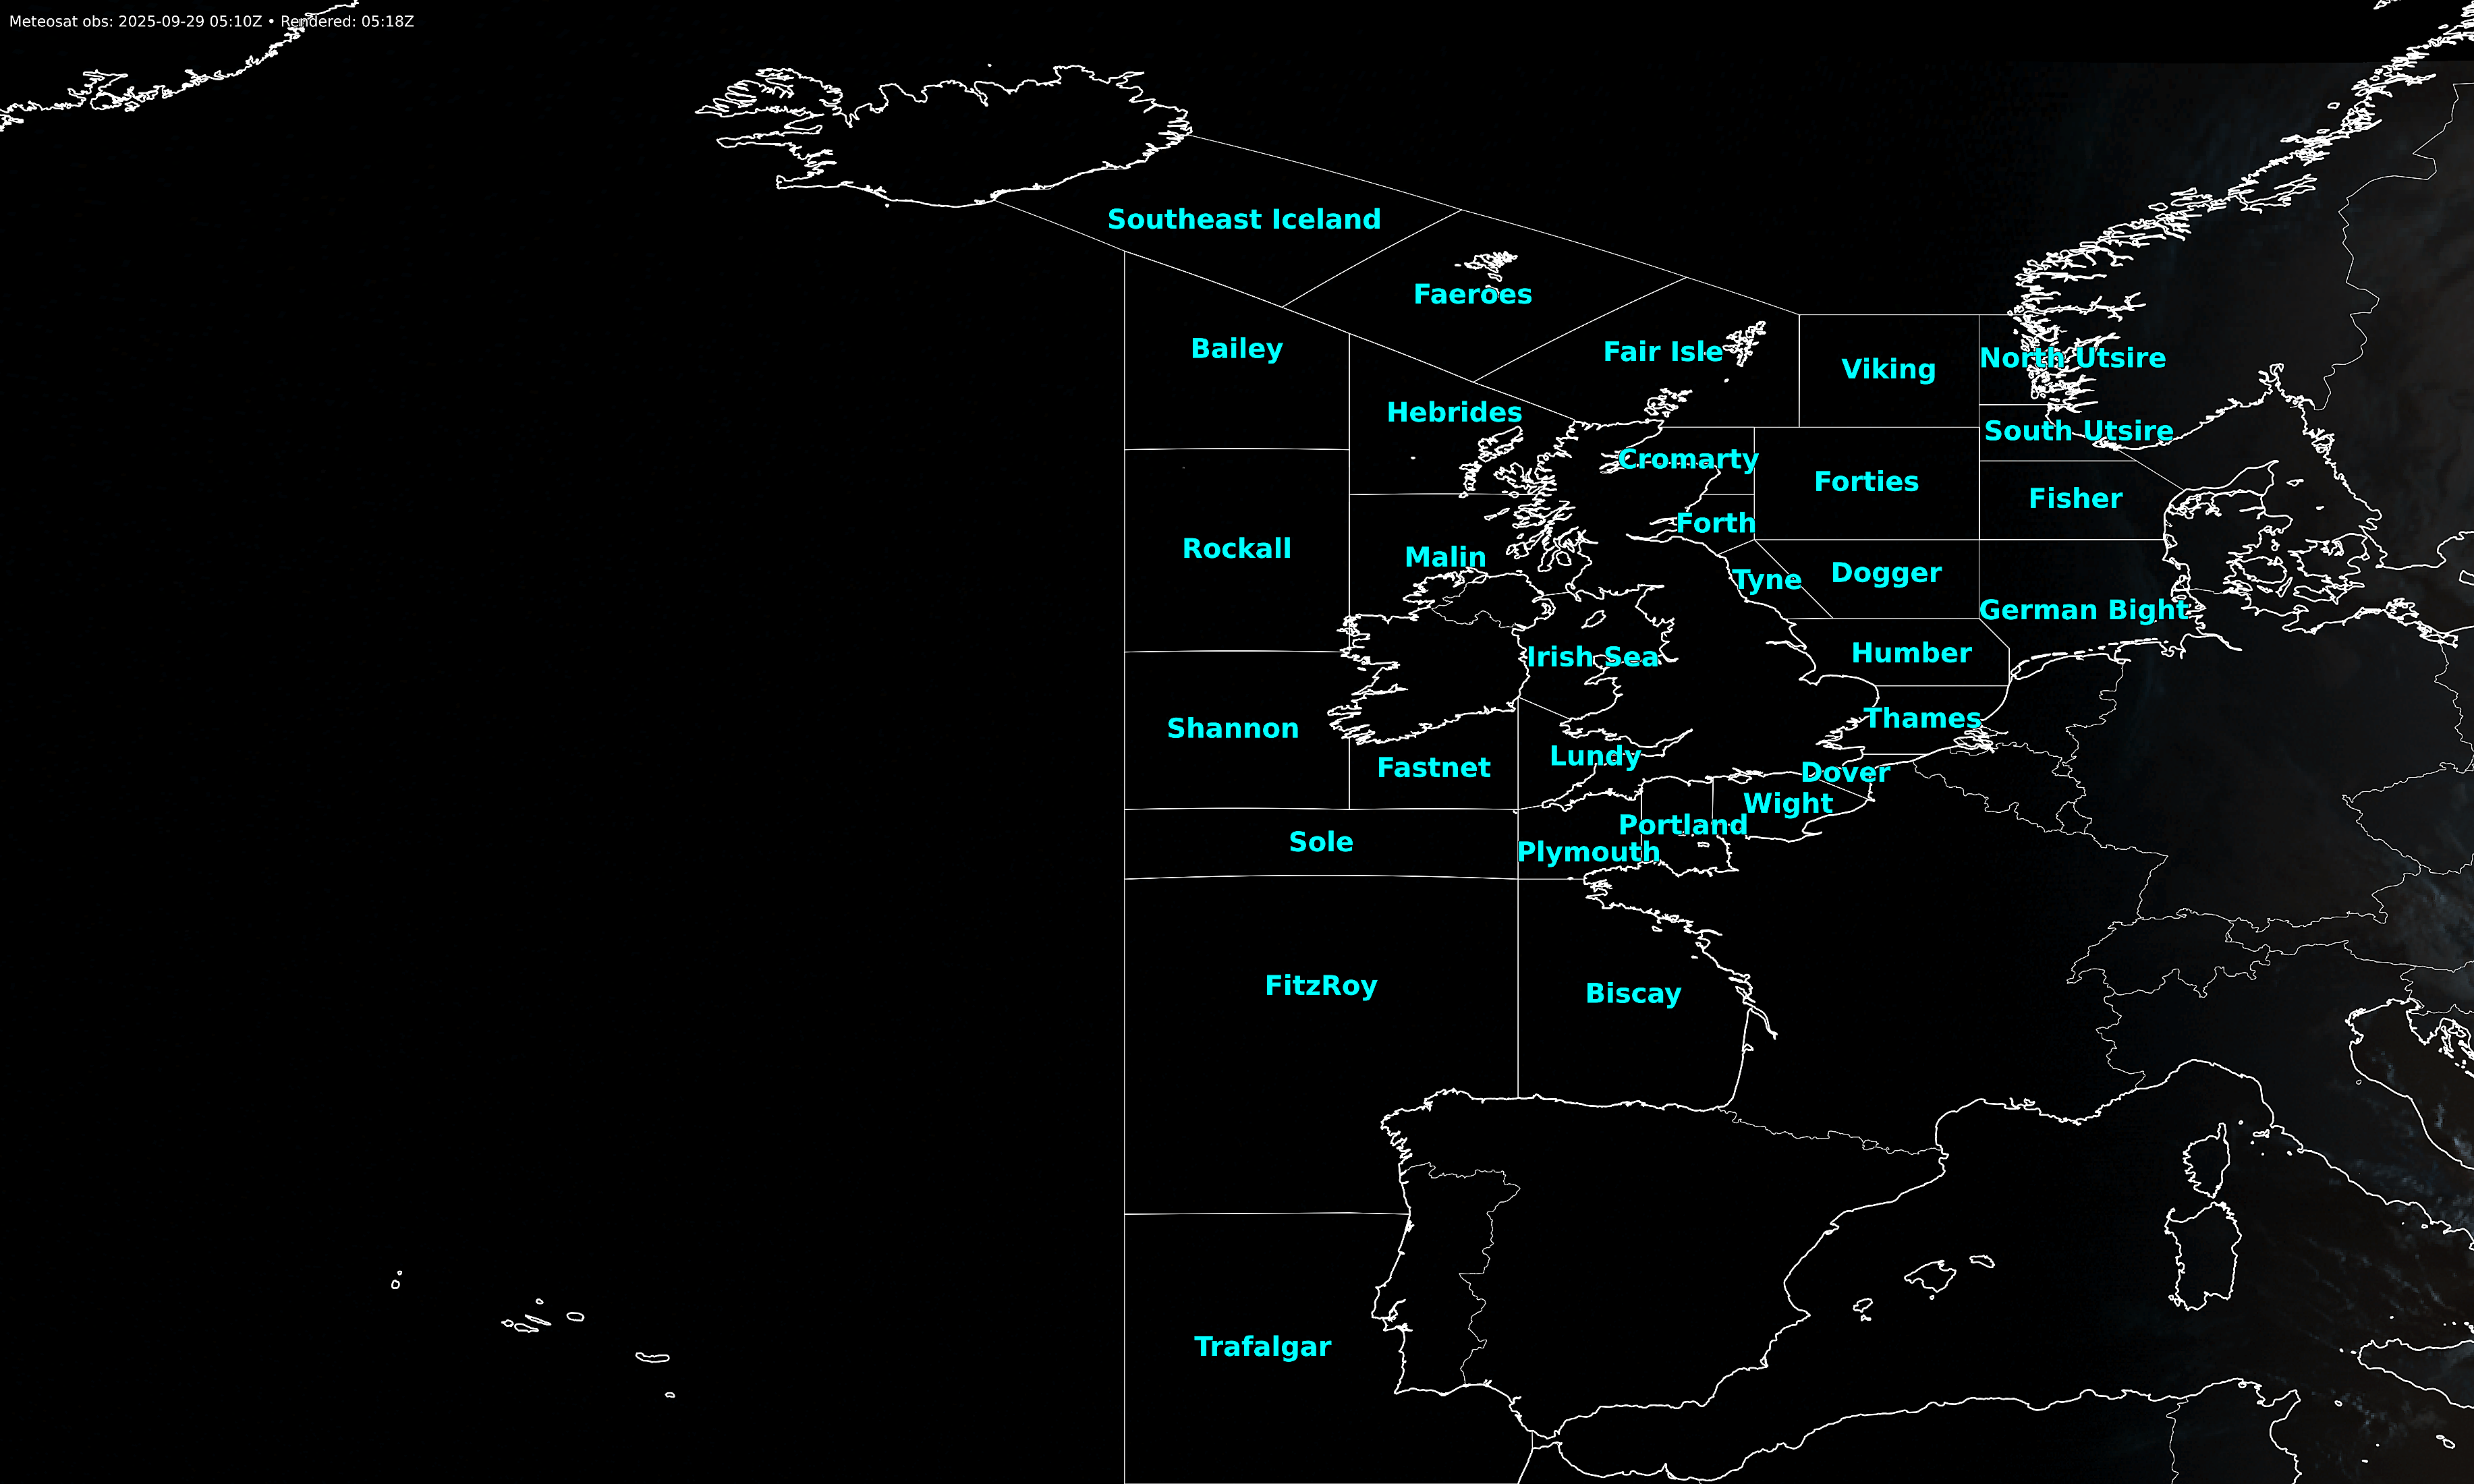 Meteosat obs: 2025-09-29 05:10Z • Rendered: 05:18Z
Southeast Iceland
Faeroes
Bailey
Fair Isle
Viking
North Utsire
Hebrides
South Utsire
Cromarty
Forties
Fisher
Forth
Rockall
Malin
Tyne
Dogger
German Bight
Irish Sea
Humber
Shannon
Thames
Fastnet
Lundy
Dover
Wight
Portland
Sole
Plymouth
FitzRoy
Biscay
Trafalgar